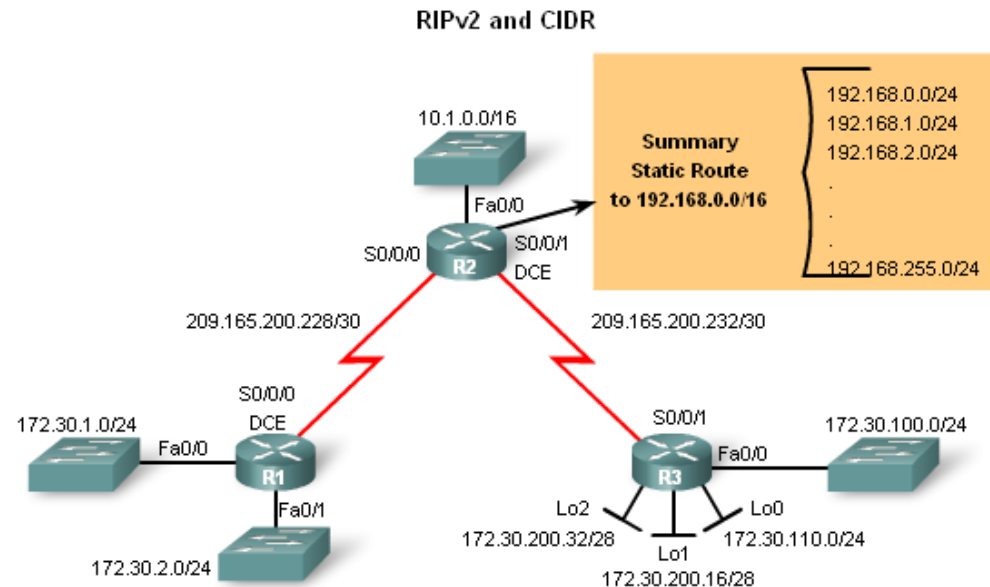 RIPv2 and CIDR
10.1.0.0/16
Summary
Static Route
to 192.168.0.0/16
192.168.0.0/24
192.168.1.0/24
192.168.2.0/24
.
.
.
192.168.255.0/24
Fa0/0
S0/0/0
R2
S0/0/1
DCE
209.165.200.228/30
209.165.200.232/30
S0/0/0
DCE
172.30.1.0/24
Fa0/0
R1
Fa0/1
172.30.2.0/24
S0/0/1
R3
Fa0/0
172.30.100.0/24
Lo2
172.30.200.32/28
Lo1
172.30.200.16/28
Lo0
172.30.110.0/24